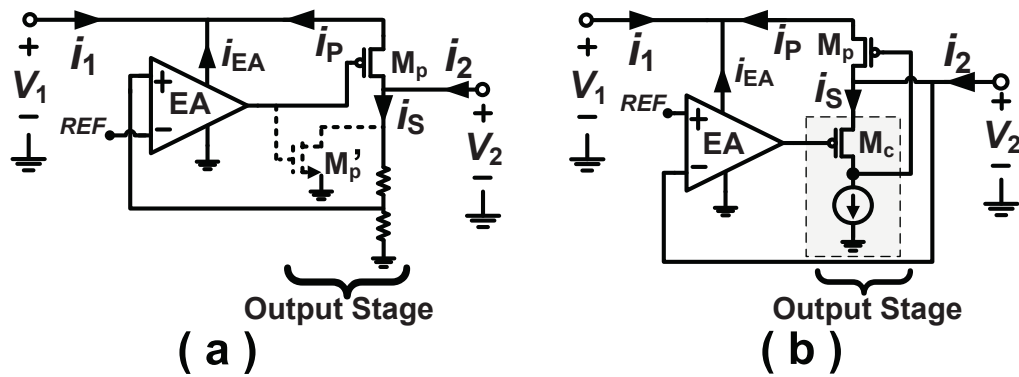 i1
iEA
iP
Mp
i2
+
V1
−
+
EA
−
REF
iS
Mp'
+
V2
−
Output Stage
( a )
i1
iP
Mp
i2
+
V1
−
iEA
iS
REF
+
EA
−
Mc
+
V2
−
Output Stage
( b )